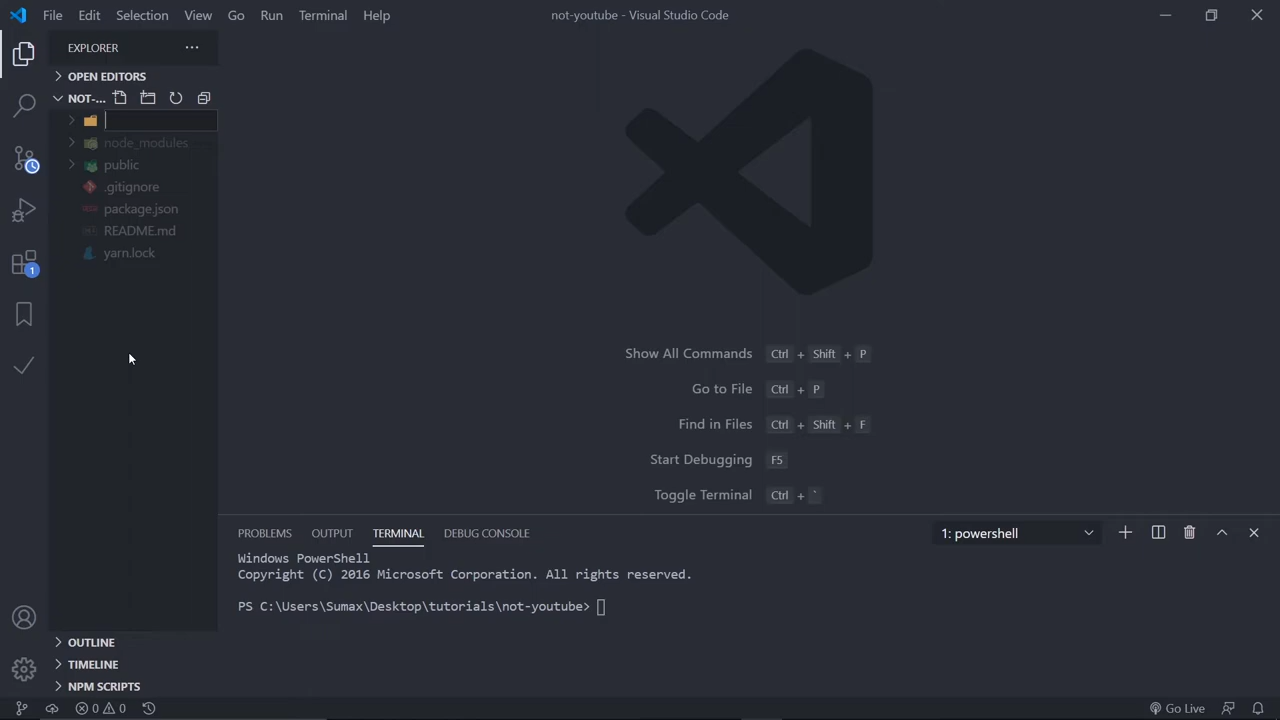 File Edit Selection View Go Run Terminal Help
not-youtube - Visual Studio Code
EXPLORER
OPEN EDITORS
NOT-...
node_modules
public
.gitignore
package.json
README.md
yarn.lock
1
Show All Commands Ctrl + Shift + P
Go to File Ctrl + P
Find in Files Ctrl + Shift + F
Start Debugging F5
Toggle Terminal Ctrl + `
PROBLEMS OUTPUT TERMINAL DEBUG CONSOLE
1: powershell
Windows PowerShell
Copyright (C) 2016 Microsoft Corporation. All rights reserved.
PS C:\Users\Sumax\Desktop\tutorials\not-youtube>
OUTLINE
TIMELINE
NPM SCRIPTS
0 0
Go Live